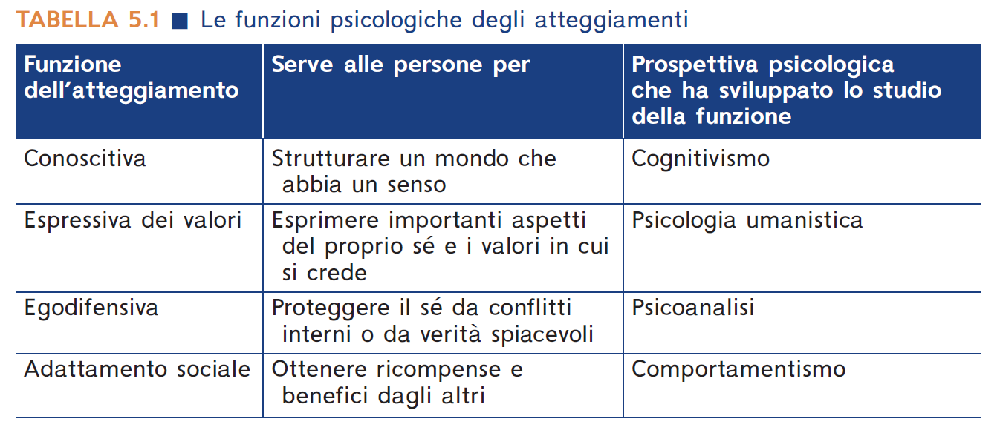 TABELLA 5.1 ■ Le funzioni psicologiche degli atteggiamenti
Funzione
dell'atteggiamento
Serve alle persone per
Prospettiva psicologica
che ha sviluppato lo studio
della funzione
Conoscitiva
Strutturare un mondo che
abbia un senso
Cognitivismo
Espressiva dei valori
Esprimere importanti aspetti
del proprio sé e i valori in cui
si crede
Psicologia umanistica
Egodifensiva
Proteggere il sé da conflitti
interni o da verità spiacevoli
Psicoanalisi
Adattamento sociale
Ottenere ricompense e
benefici dagli altri
Comportamentismo